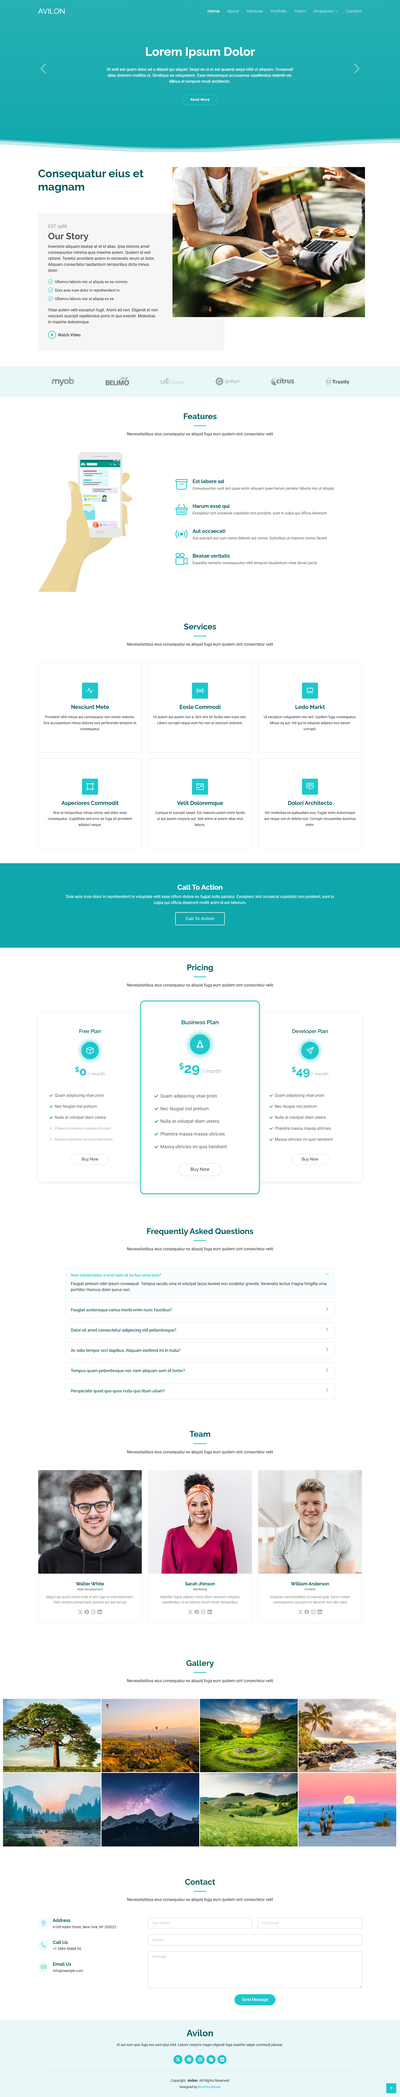 AVILON
Home About Services Portfolio Team Dropdown Contact
Lorem Ipsum Dolor
Ut velit est quam dolor ad a aliquid qui aliquid. Sequi ea ut et est quaerat sequi nihil ut aliquam. Occaecati
alias dolorem mollitia ut. Similique ea voluptatem. Esse doloremque accusamus repellendus deleniti vel.
Minus et tempore modi architecto.
Read More
Consequatur eius et
magnam
EST 1968
Our Story
Inventore aliquam beatae at et id alias. Ipsa dolores amet
consequuntur minima quia maxime autem. Quidem id sed
ratione. Tenetur provident autem in reiciendis rerum at dolor.
Aliquam consectetur laudantium temporibus dicta minus
dolor.
Ullamco laboris nisi ut aliquip ex ea commo
Duis aute irure dolor in reprehenderit in
Ullamco laboris nisi ut aliquip ex ea
Vitae autem velit excepturi fugit. Animi ad non. Eligendi et non
nesciunt suscipit repellendus porro in quo eveniet. Molestias
in maxime doloremque.
Watch Video
myob
BELIMO
LifeGroups
grabyo
citrus
Trustly
Features
Necessitatibus eius consequatur ex aliquid fuga eum quidem sint consectetur velit
Est labore ad
Consequuntur sunt aut quasi enim aliquam quae harum pariatur laboris nisi ut aliquip
Harum esse qui
Excepteur sint occaecat cupidatat non proident, sunt in culpa qui officia deserunt
Aut occaecati
Aut suscipit aut cum nemo deleniti aut omnis. Doloribus ut maiores omnis facere
Beatae veritatis
Expedita veritatis consequuntur nihil tempore laudantium vitae denat pacta
Services
Necessitatibus eius consequatur ex aliquid fuga eum quidem sint consectetur velit
Nesciunt Mete
Provident nihil minus qui consequatur non omnis maiores.
Eos accusantium minus dolores iure perferendis tempore et
consequatur.
Eosle Commodi
Ut autem aut autem non a. Sint sint sit facilis nam iusto sint.
Libero corrupti neque eum hic non ut nesciunt dolorem.
Ledo Markt
Ut excepturi voluptatem nisi sed. Quidem fuga consequatur.
Minus ea aut. Vel qui id voluptas adipisci eos earum
corrupti.
Asperiores Commodit
Non et temporibus minus omnis sed dolor esse
consequatur. Cupiditate sed error ea fuga sit provident
adipisci neque.
Velit Doloremque
Cumque et suscipit saepe. Est maiores autem enim facilis
ut aut ipsam corporis aut. Sed animi at autem alias eius
labore.
Dolori Architecto
Hic molestias ea quibusdam eos. Fugiat enim doloremque
aut neque non et debitis iure. Corrupti recusandae ducimus
enim.
Call To Action
Duis aute irure dolor in reprehenderit in voluptate velit esse cillum dolore eu fugiat nulla pariatur. Excepteur sint occaecat cupidatat non proident, sunt in
culpa qui officia deserunt mollit anim id est laborum.
Call To Action
Pricing
Necessitatibus eius consequatur ex aliquid fuga eum quidem sint consectetur velit
Free Plan
$0 / month
Quam adipiscing vitae proin
Nec feugiat nisl pretium
Nulla at volutpat diam uteera
Pharetra massa massa ultricies
Massa ultricies mi quis hendrerit
Buy Now
Business Plan
$29 / month
Quam adipiscing vitae proin
Nec feugiat nisl pretium
Nulla at volutpat diam uteera
Pharetra massa massa ultricies
Massa ultricies mi quis hendrerit
Buy Now
Developer Plan
$49 / month
Quam adipiscing vitae proin
Nec feugiat nisl pretium
Nulla at volutpat diam uteera
Pharetra massa massa ultricies
Massa ultricies mi quis hendrerit
Buy Now
Frequently Asked Questions
Necessitatibus eius consequatur ex aliquid fuga eum quidem sint consectetur velit
Non consectetur a erat nam at lectus urna duis?
Feugiat pretium nibh ipsum consequat. Tempus iaculis urna id volutpat lacus laoreet non curabitur gravida. Venenatis lectus magna fringilla urna
porttitor rhoncus dolor purus non.
Feugiat scelerisque varius morbi enim nunc faucibus?
Dolor sit amet consectetur adipiscing elit pellentesque?
Ac odio tempor orci dapibus. Aliquam eleifend mi in nulla?
Tempus quam pellentesque nec nam aliquam sem et tortor?
Perspiciatis quod quo quos nulla quo illum ullam?
Team
Necessitatibus eius consequatur ex aliquid fuga eum quidem sint consectetur velit
Walter White
Web Development
Sarah Jhinson
Marketing
William Anderson
Content
Gallery
Necessitatibus eius consequatur ex aliquid fuga eum quidem sint consectetur velit
Contact
Necessitatibus eius consequatur ex aliquid fuga eum quidem sint consectetur velit
Address
A108 Adam Street, New York, NY 535022
Call Us
+1 5589 55488 55
Email Us
info@example.com
Your Name
Your Email
Subject
Message
Send Message
Avilon
Et aut eum quis fuga eos sunt ipsa nihil. Labore corporis magni eligendi fuga maxime saepe commodi placeat.
Copyright Avilon All Rights Reserved
Designed by BootstrapMade